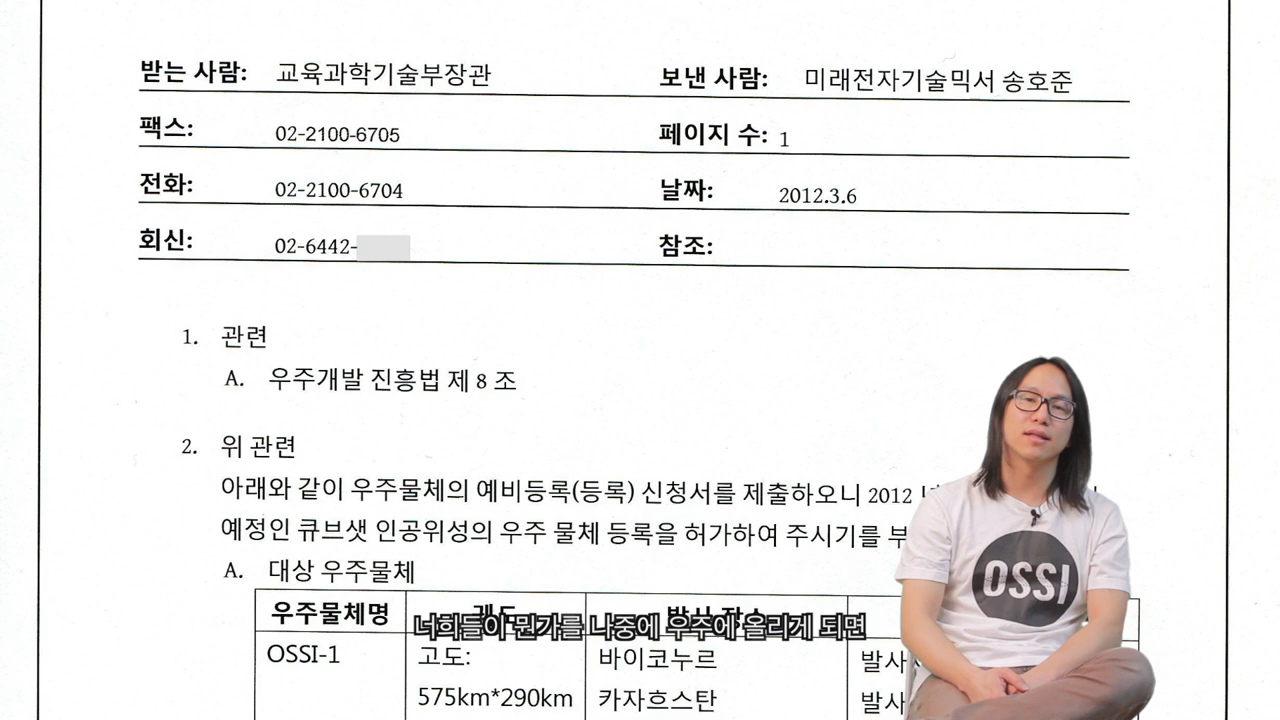 받는 사람: 교육과학기술부장관 보낸 사람: 미래전자기술믹서 송호준
팩스: 02-2100-6705 페이지 수: 1
전화: 02-2100-6704 날짜: 2012.3.6
회신: 02-6442- 참조:
1. 관련
A. 우주개발 진흥법 제 8 조
2. 위 관련
아래와 같이 우주물체의 예비등록(등록) 신청서를 제출하오니 2012
예정인 큐브샛 인공위성의 우주 물체 등록을 허가하여 주시기를
A. 대상 우주물체
우주물체명
너희들이 뭔가를 나중에 우주에 올리게 되면
OSSI-1 고도: 바이코누르 발사
575km*290km 카자흐스탄 발사
OSSI